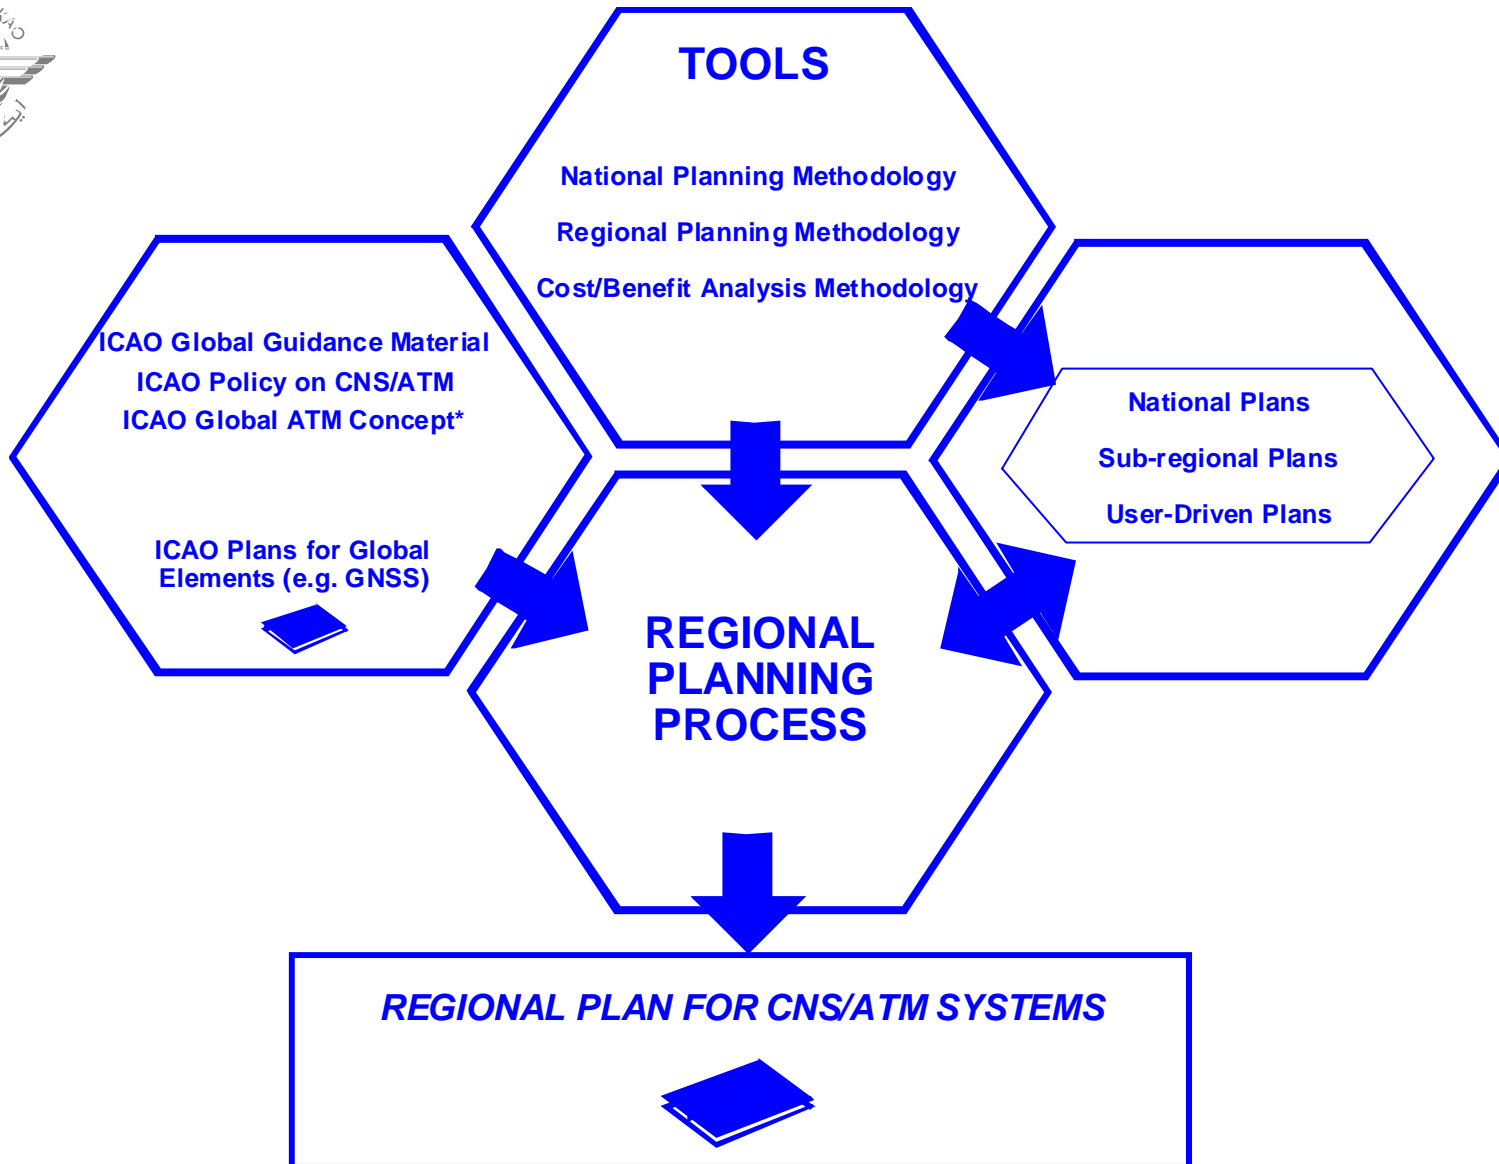 TOOLS
National Planning Methodology
Regional Planning Methodology
Cost/Benefit Analysis Methodology
ICAO Global Guidance Material
ICAO Policy on CNS/ATM
ICAO Global ATM Concept*
ICAO Plans for Global
Elements (e.g. GNSS)
National Plans
Sub-regional Plans
User-Driven Plans
REGIONAL
PLANNING
PROCESS
REGIONAL PLAN FOR CNS/ATM SYSTEMS